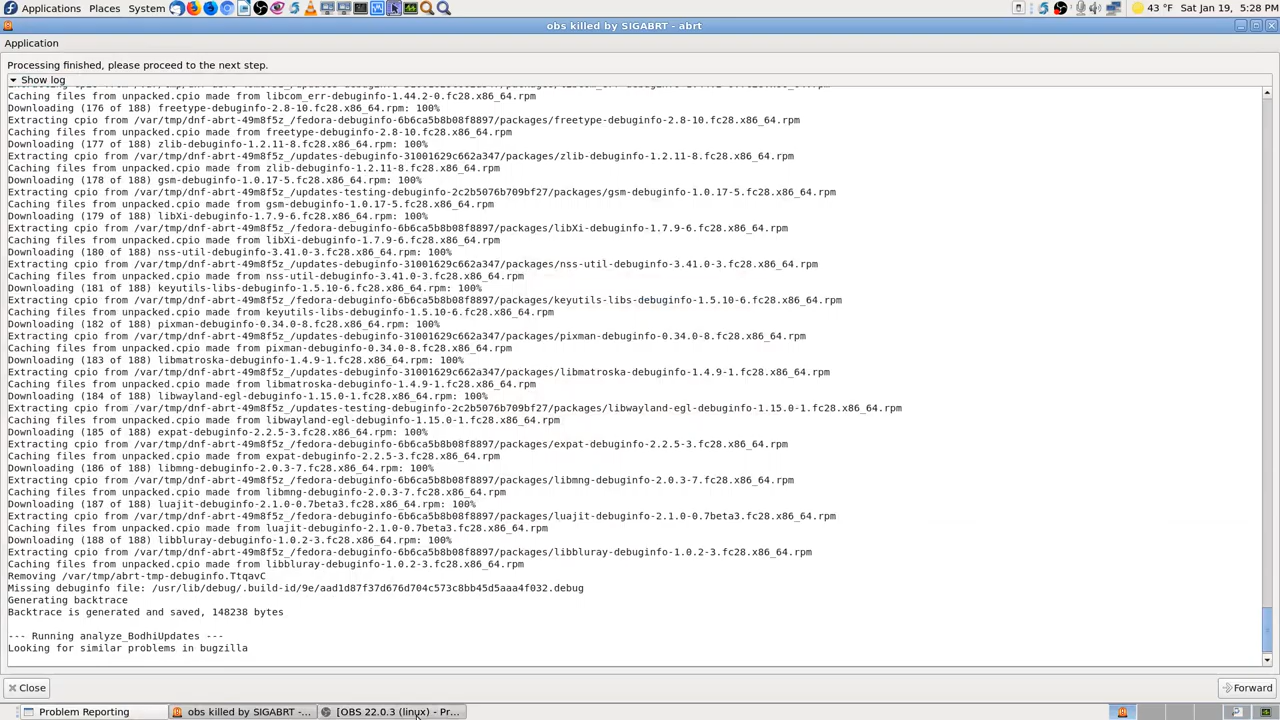 Applications Places System 43 °F Sat Jan 19, 5:28 PM
obs killed by SIGABRT - abrt
Application
Processing finished, please proceed to the next step.
Show log
Caching files from unpacked.cpio made from libcom_err-debuginfo-1.44.2-0.fc28.x86_64.rpm
Downloading (176 of 188) freetype-debuginfo-2.8-10.fc28.x86_64.rpm: 100%
Extracting cpio from /var/tmp/dnf-abrt-49m8f5z_/fedora-debuginfo-6b6ca5b8b08f8897/packages/freetype-debuginfo-2.8-10.fc28.x86_64.rpm
Caching files from unpacked.cpio made from freetype-debuginfo-2.8-10.fc28.x86_64.rpm
Downloading (177 of 188) zlib-debuginfo-1.2.11-8.fc28.x86_64.rpm: 100%
Extracting cpio from /var/tmp/dnf-abrt-49m8f5z_/updates-debuginfo-31001629c662a347/packages/zlib-debuginfo-1.2.11-8.fc28.x86_64.rpm
Caching files from unpacked.cpio made from zlib-debuginfo-1.2.11-8.fc28.x86_64.rpm
Downloading (178 of 188) gsm-debuginfo-1.0.17-5.fc28.x86_64.rpm: 100%
Extracting cpio from /var/tmp/dnf-abrt-49m8f5z_/updates-testing-debuginfo-2c2b5076b709bf27/packages/gsm-debuginfo-1.0.17-5.fc28.x86_64.rpm
Caching files from unpacked.cpio made from gsm-debuginfo-1.0.17-5.fc28.x86_64.rpm
Downloading (179 of 188) libXi-debuginfo-1.7.9-6.fc28.x86_64.rpm: 100%
Extracting cpio from /var/tmp/dnf-abrt-49m8f5z_/fedora-debuginfo-6b6ca5b8b08f8897/packages/libXi-debuginfo-1.7.9-6.fc28.x86_64.rpm
Caching files from unpacked.cpio made from libXi-debuginfo-1.7.9-6.fc28.x86_64.rpm
Downloading (180 of 188) nss-util-debuginfo-3.41.0-3.fc28.x86_64.rpm: 100%
Extracting cpio from /var/tmp/dnf-abrt-49m8f5z_/updates-debuginfo-31001629c662a347/packages/nss-util-debuginfo-3.41.0-3.fc28.x86_64.rpm
Caching files from unpacked.cpio made from nss-util-debuginfo-3.41.0-3.fc28.x86_64.rpm
Downloading (181 of 188) keyutils-libs-debuginfo-1.5.10-6.fc28.x86_64.rpm: 100%
Extracting cpio from /var/tmp/dnf-abrt-49m8f5z_/fedora-debuginfo-6b6ca5b8b08f8897/packages/keyutils-libs-debuginfo-1.5.10-6.fc28.x86_64.rpm
Caching files from unpacked.cpio made from keyutils-libs-debuginfo-1.5.10-6.fc28.x86_64.rpm
Downloading (182 of 188) pixman-debuginfo-0.34.0-8.fc28.x86_64.rpm: 100%
Extracting cpio from /var/tmp/dnf-abrt-49m8f5z_/fedora-debuginfo-6b6ca5b8b08f8897/packages/pixman-debuginfo-0.34.0-8.fc28.x86_64.rpm
Caching files from unpacked.cpio made from pixman-debuginfo-0.34.0-8.fc28.x86_64.rpm
Downloading (183 of 188) libmatroska-debuginfo-1.4.9-1.fc28.x86_64.rpm: 100%
Extracting cpio from /var/tmp/dnf-abrt-49m8f5z_/updates-debuginfo-31001629c662a347/packages/libmatroska-debuginfo-1.4.9-1.fc28.x86_64.rpm
Caching files from unpacked.cpio made from libmatroska-debuginfo-1.4.9-1.fc28.x86_64.rpm
Downloading (184 of 188) libwayland-egl-debuginfo-1.15.0-1.fc28.x86_64.rpm: 100%
Extracting cpio from /var/tmp/dnf-abrt-49m8f5z_/updates-testing-debuginfo-2c2b5076b709bf27/packages/libwayland-egl-debuginfo-1.15.0-1.fc28.x86_64.rpm
Caching files from unpacked.cpio made from libwayland-egl-debuginfo-1.15.0-1.fc28.x86_64.rpm
Downloading (185 of 188) expat-debuginfo-2.2.5-3.fc28.x86_64.rpm: 100%
Extracting cpio from /var/tmp/dnf-abrt-49m8f5z_/fedora-debuginfo-6b6ca5b8b08f8897/packages/expat-debuginfo-2.2.5-3.fc28.x86_64.rpm
Caching files from unpacked.cpio made from expat-debuginfo-2.2.5-3.fc28.x86_64.rpm
Downloading (186 of 188) libmng-debuginfo-2.0.3-7.fc28.x86_64.rpm: 100%
Extracting cpio from /var/tmp/dnf-abrt-49m8f5z_/fedora-debuginfo-6b6ca5b8b08f8897/packages/libmng-debuginfo-2.0.3-7.fc28.x86_64.rpm
Caching files from unpacked.cpio made from libmng-debuginfo-2.0.3-7.fc28.x86_64.rpm
Downloading (187 of 188) luajit-debuginfo-2.1.0-0.7beta3.fc28.x86_64.rpm: 100%
Extracting cpio from /var/tmp/dnf-abrt-49m8f5z_/fedora-debuginfo-6b6ca5b8b08f8897/packages/luajit-debuginfo-2.1.0-0.7beta3.fc28.x86_64.rpm
Caching files from unpacked.cpio made from luajit-debuginfo-2.1.0-0.7beta3.fc28.x86_64.rpm
Downloading (188 of 188) libbluray-debuginfo-1.0.2-3.fc28.x86_64.rpm: 100%
Extracting cpio from /var/tmp/dnf-abrt-49m8f5z_/fedora-debuginfo-6b6ca5b8b08f8897/packages/libbluray-debuginfo-1.0.2-3.fc28.x86_64.rpm
Caching files from unpacked.cpio made from libbluray-debuginfo-1.0.2-3.fc28.x86_64.rpm
Removing /var/tmp/abrt-tmp-debuginfo.TtqavC
Missing debuginfo file: /usr/lib/debug/.build-id/9e/aad1d87f37d676d704c573c8bb45d5aaa4f032.debug
Generating backtrace
Backtrace is generated and saved, 148238 bytes
--- Running analyze_BodhiUpdates ---
Looking for similar problems in bugzilla
Close Forward
Problem Reporting obs killed by SIGABRT -... [OBS 22.0.3 (linux) - Pr...